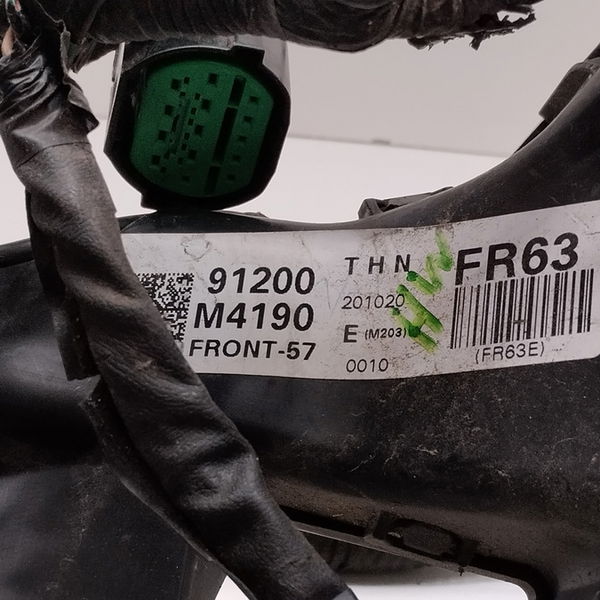 91200
M4190
FRONT-57
THN
201020
E (M203)
0010
FR63
(FR63E)